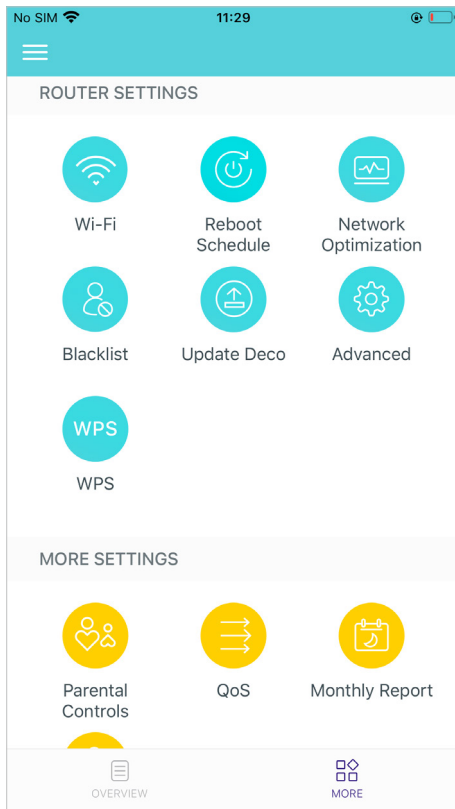 No SIM 11:29
ROUTER SETTINGS
Wi-Fi
Reboot
Schedule
Network
Optimization
Blacklist
Update Deco
Advanced
WPS
WPS
MORE SETTINGS
Parental
Controls
QoS
Monthly Report
OVERVIEW
MORE